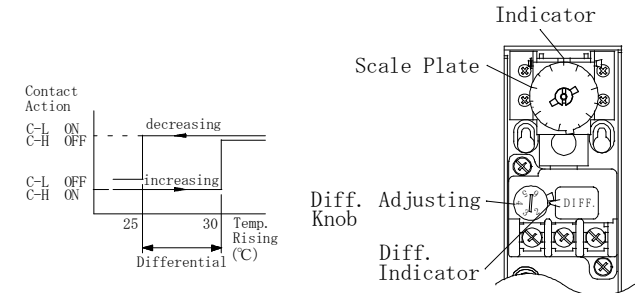 Indicator
Scale Plate
Contact
Action
C-L ON
C-H OFF
decreasing
C-L OFF
C-H ON
increasing
25
30
Temp.
Rising
(℃)
Differential
Diff. Adjusting
Knob
DIFF.
Diff.
Indicator